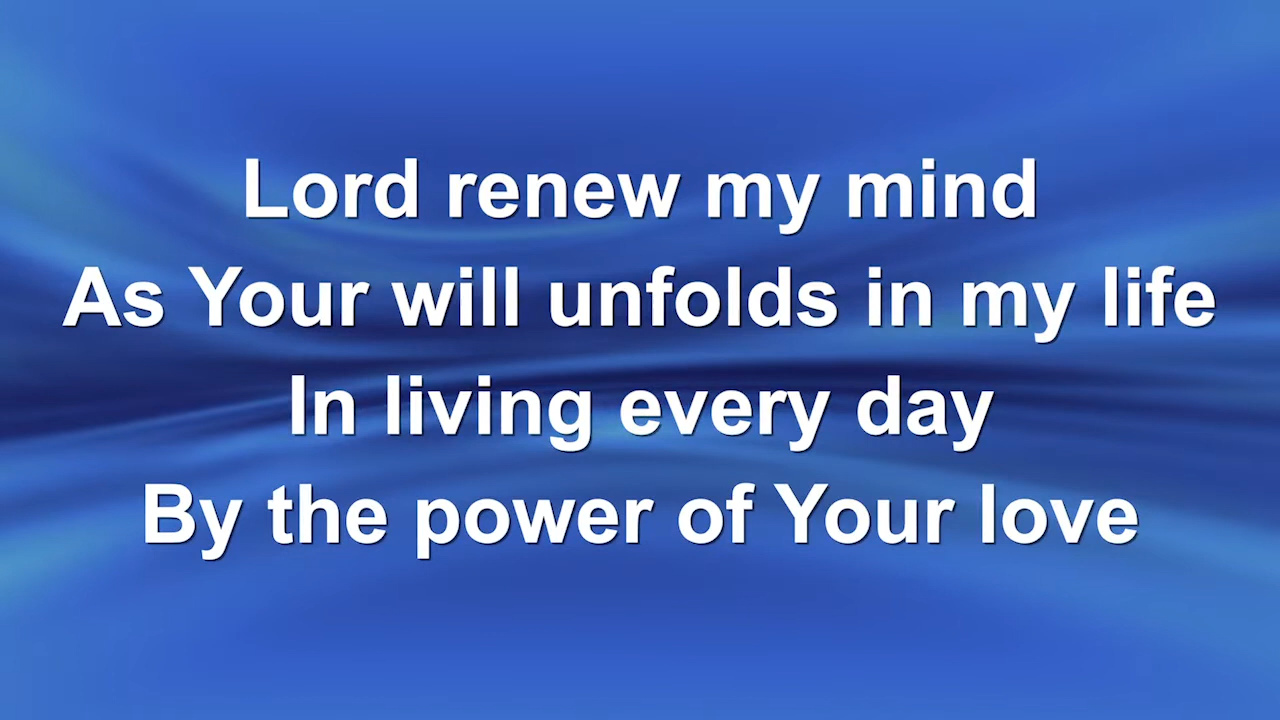 Lord renew my mind
As Your will unfolds in my life
In living every day
By the power of Your love